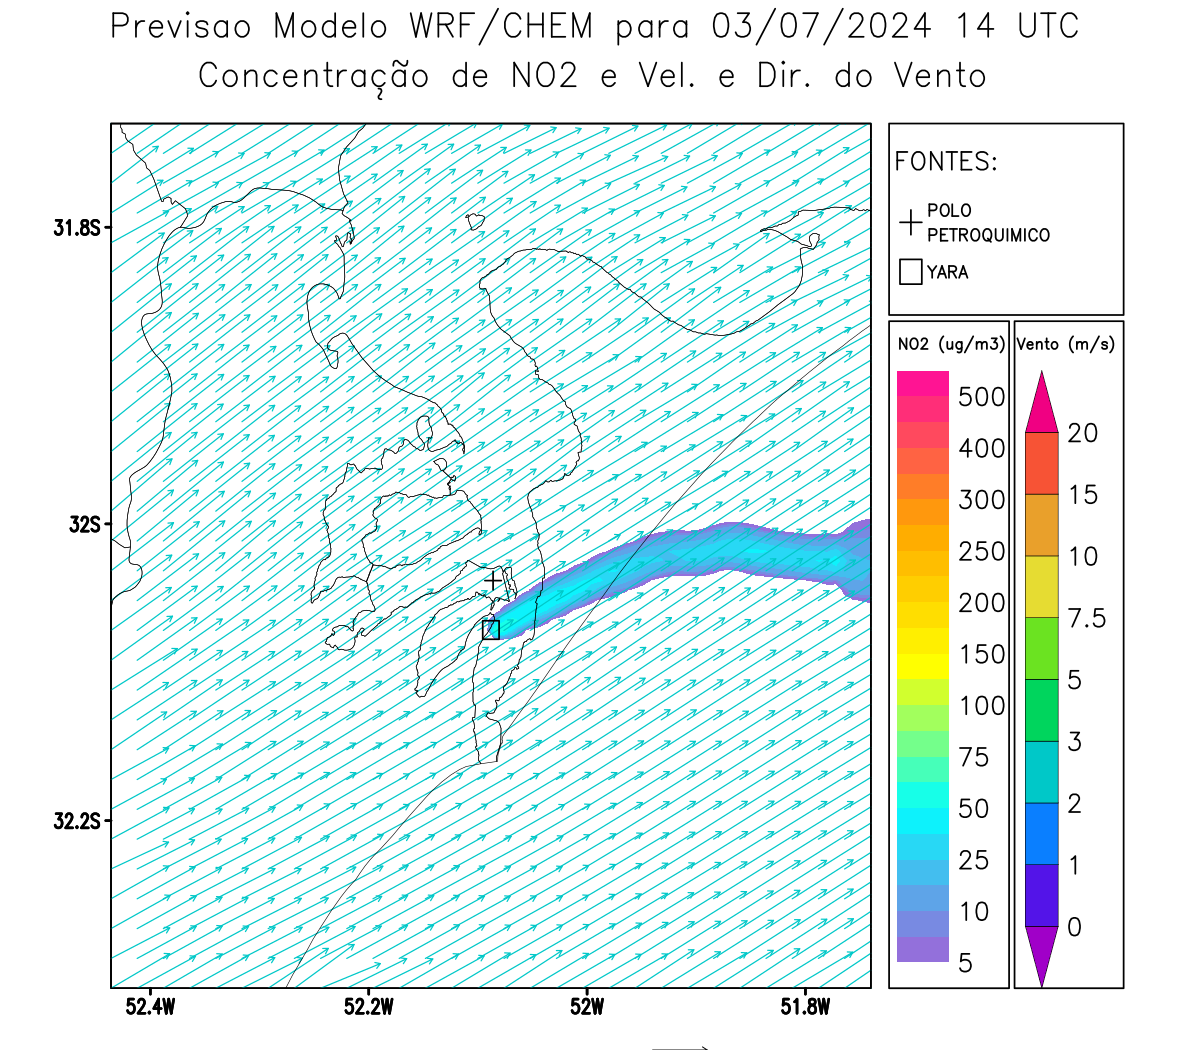 Previsao Modelo WRF/CHEM para 03/07/2024 14 UTC
Concentração de NO2 e Vel. e Dir. do Vento
FONTES:
POLO
PETROQUIMICO
YARA
31.8S
32S
32.2S
52.4W
52.2W
52W
51.8W
NO2 (ug/m3)
500
400
300
250
200
150
100
75
50
25
10
5
Vento (m/s)
20
15
10
7.5
5
3
2
1
0